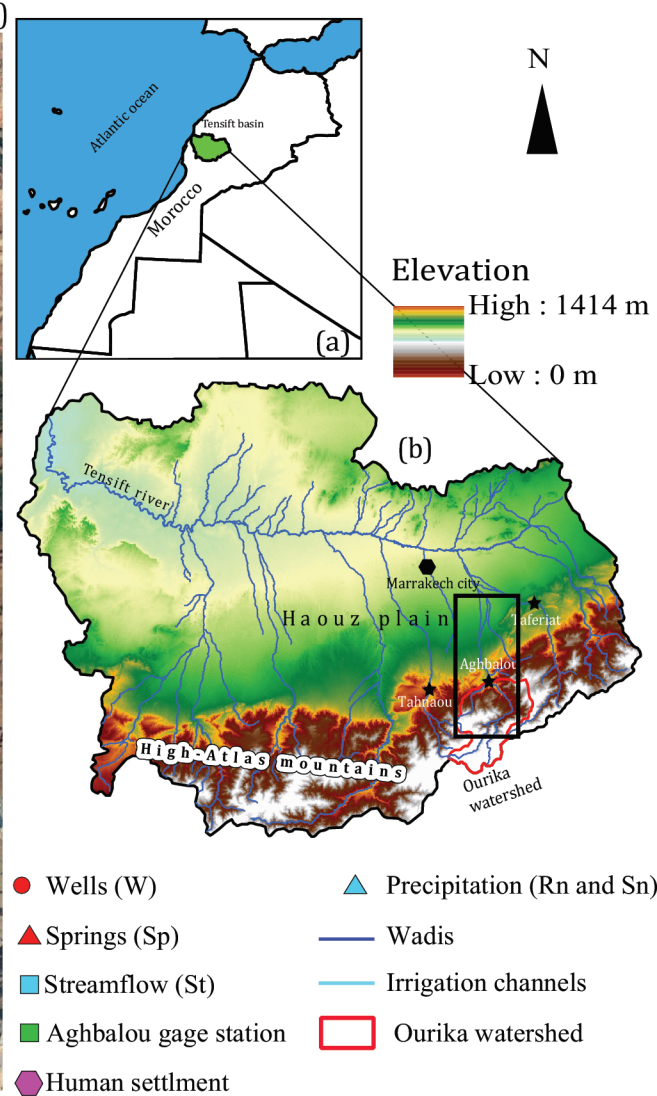 )
Atlantic ocean
Tensift basin
Morocco
(a)
N
Elevation
High : 1414 m
Low : 0 m
(b)
Tensift river
Marrakech city
Haouz plain
Taferiat
Aghbalou
Tahnaou
High-Atlas mountains
Ourika
watershed
Wells (W)
Precipitation (Rn and Sn)
Springs (Sp)
Wadis
Streamflow (St)
Irrigation channels
Aghbalou gage station
Ourika watershed
Human settlment